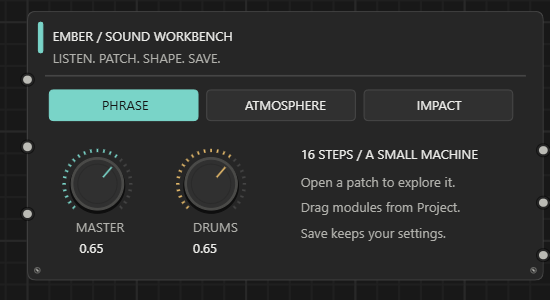 EMBER / SOUND WORKBENCH
LISTEN. PATCH. SHAPE. SAVE.
PHRASE
ATMOSPHERE
IMPACT
16 STEPS / A SMALL MACHINE
Open a patch to explore it.
Drag modules from Project.
Save keeps your settings.
MASTER
DRUMS
0.65
0.65